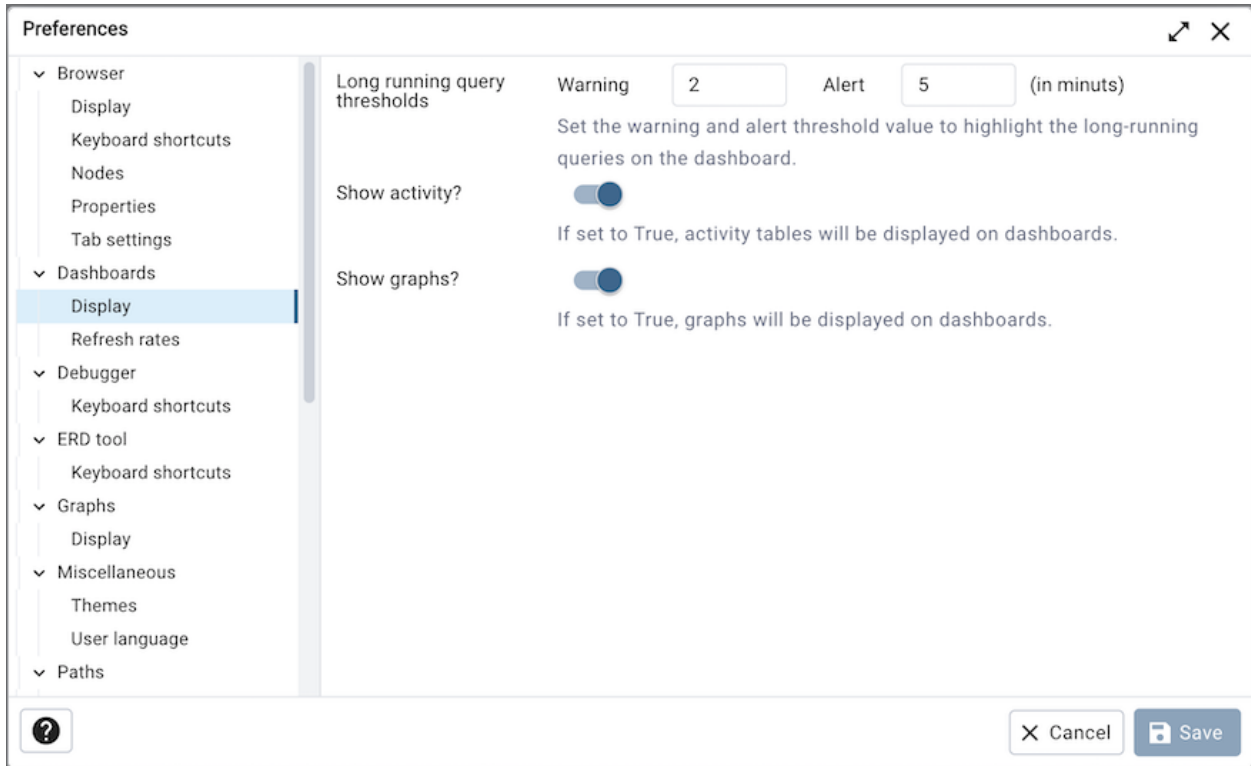 Preferences
Browser
Display
Keyboard shortcuts
Nodes
Properties
Tab settings
Dashboards
Display
Refresh rates
Debugger
Keyboard shortcuts
ERD tool
Keyboard shortcuts
Graphs
Display
Miscellaneous
Themes
User language
Paths
Long running query
thresholds
Warning 2 Alert 5 (in minuts)
Set the warning and alert threshold value to highlight the long-running
queries on the dashboard.
Show activity?
If set to True, activity tables will be displayed on dashboards.
Show graphs?
If set to True, graphs will be displayed on dashboards.
? Cancel Save